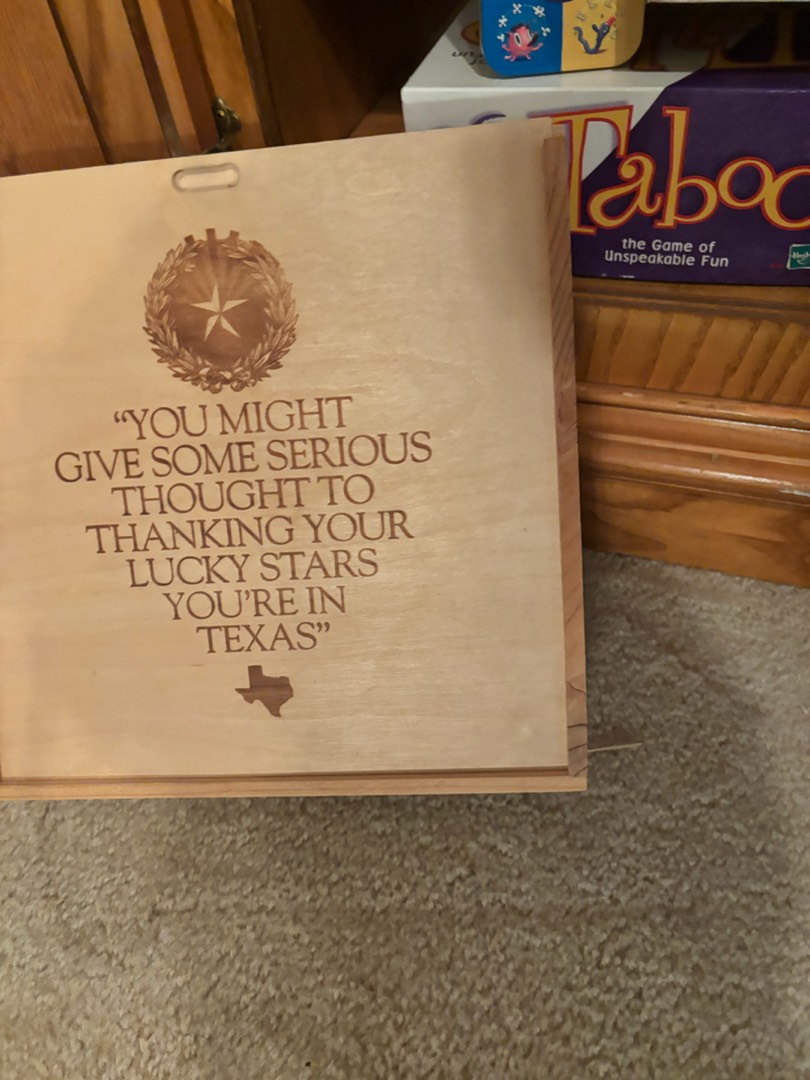 Taboo
the Game of
Unspeakable Fun
"YOU MIGHT
GIVE SOME SERIOUS
THOUGHT TO
THANKING YOUR
LUCKY STARS
YOU'RE IN
TEXAS"